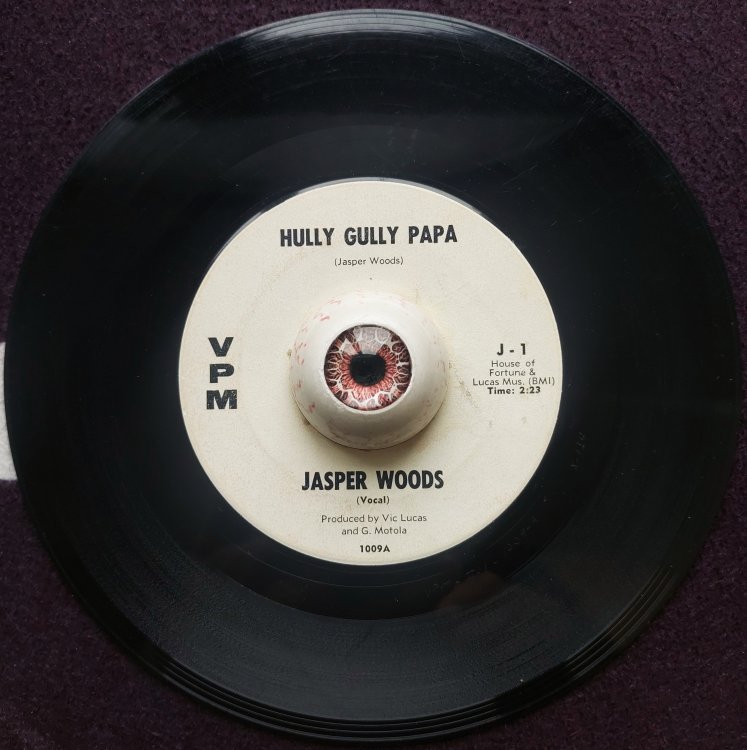 HULLY GULLY PAPA
(Jasper Woods)
VPM
J - 1
House of
Fortune &
Lucas Mus. (BMI)
Time: 2:23
JASPER WOODS
(Vocal)
Produced by Vic Lucas
and G. Motola
1009A